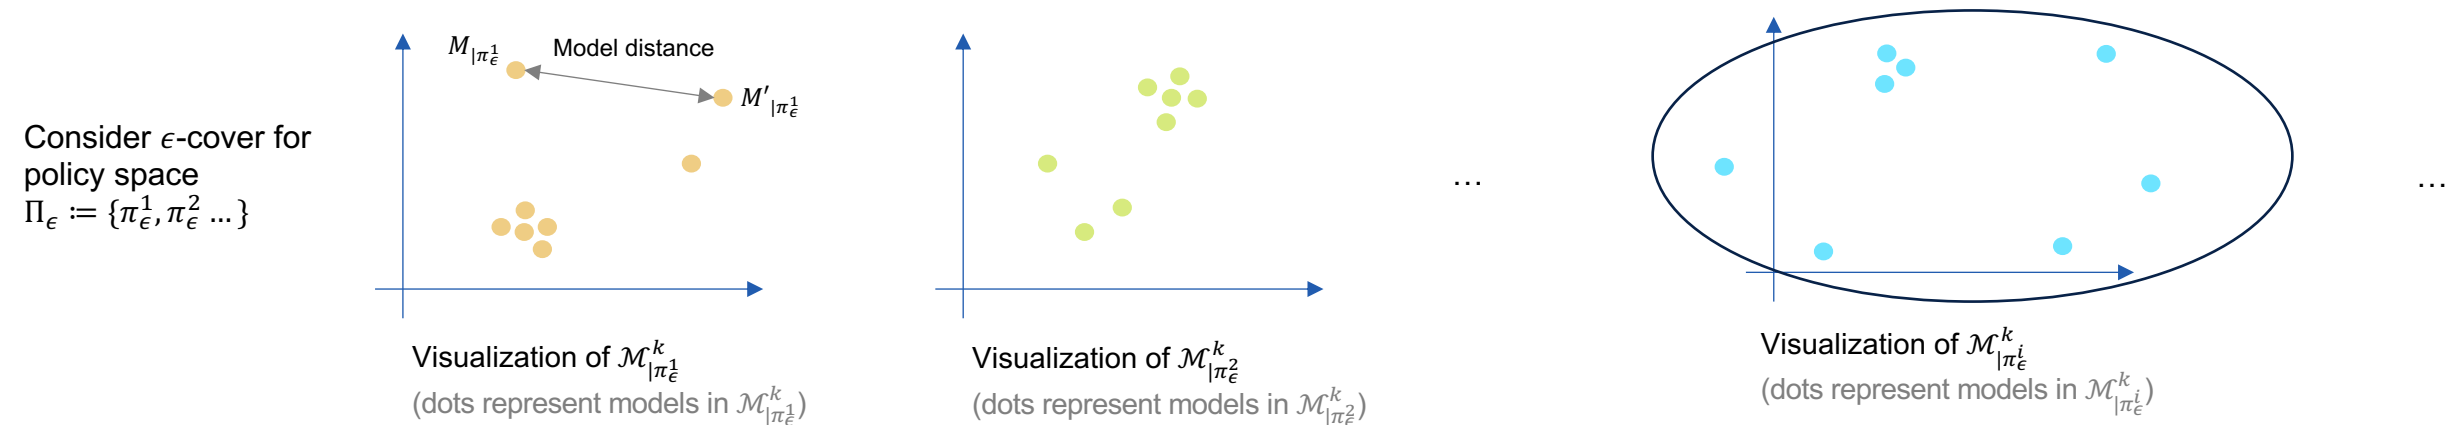 Consider ϵ-cover for
policy space
Π_ϵ ≔ {π_ϵ^1, π_ϵ^2 … }
M_{|π_ϵ^1}
Model distance
M′_{|π_ϵ^1}
Visualization of ℳ^k_{|π_ϵ^1}
(dots represent models in ℳ^k_{|π_ϵ^1})
Visualization of ℳ^k_{|π_ϵ^2}
(dots represent models in ℳ^k_{|π_ϵ^2})
…
Visualization of ℳ^k_{|π_ϵ^i}
(dots represent models in ℳ^k_{|π_ϵ^i})
…